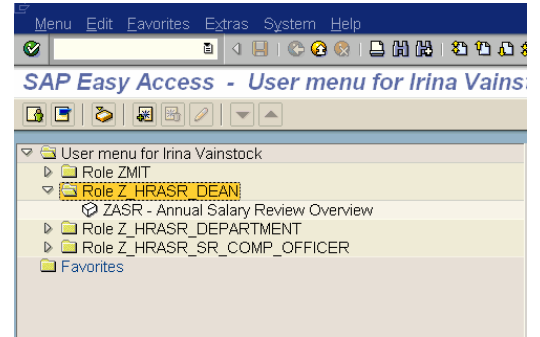 Menu Edit Favorites Extras System Help
SAP Easy Access - User menu for Irina Vains
User menu for Irina Vainstock
Role ZMIT
Role Z_HRASR_DEAN
ZASR - Annual Salary Review Overview
Role Z_HRASR_DEPARTMENT
Role Z_HRASR_SR_COMP_OFFICER
Favorites